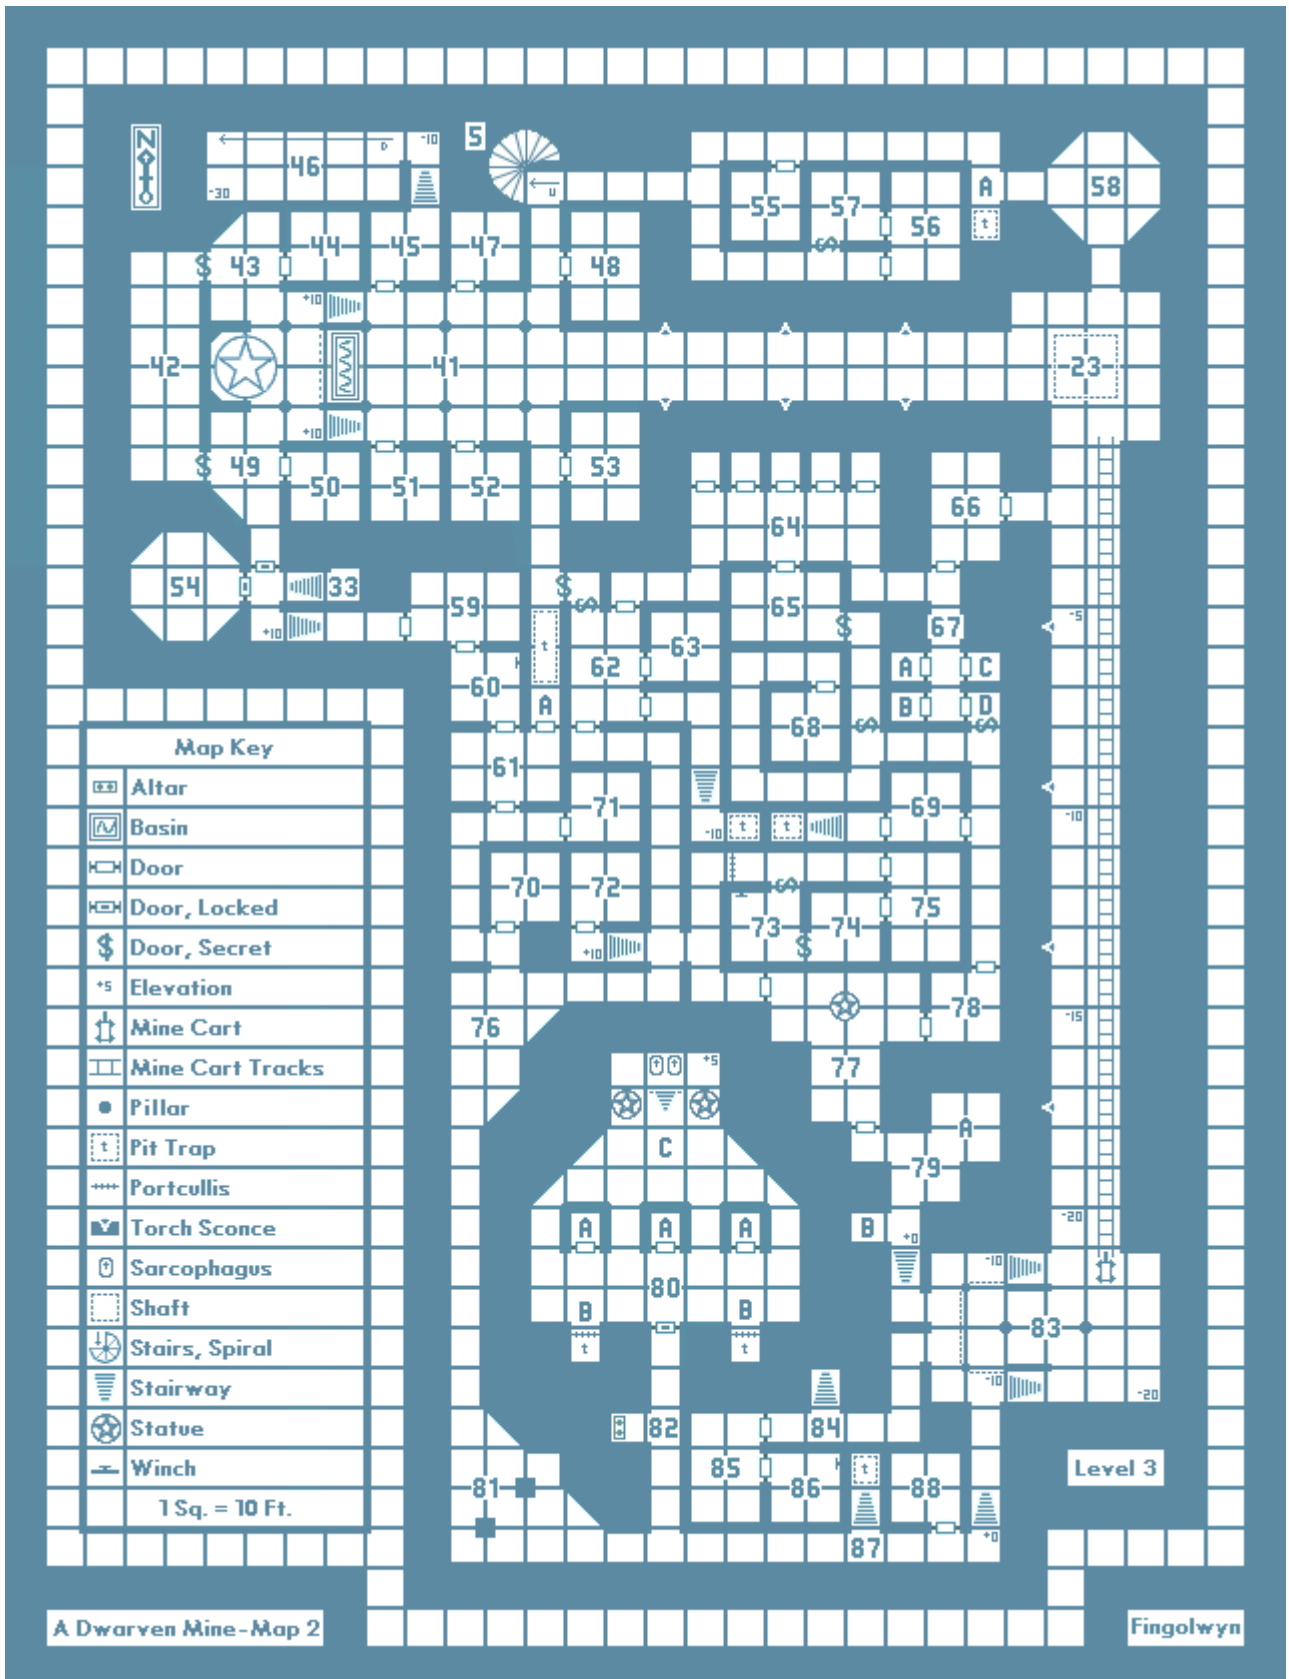 N
-10
5
D
46
-30
U
A
58
55
57
56
t
44
45
47
43
48
+10
42
41
23
+10
49
53
50
51
52
66
64
54
33
59
65
+10
-5
67
t
63
62
A
C
60
A
B
D
68
Map Key
61
Altar
71
69
Basin
-10
t
t
-10
Door
70
72
Door, Locked
75
73
74
Door, Secret
+10
+5
Elevation
78
-15
Mine Cart
76
77
Mine Cart Tracks
+5
Pillar
A
t
Pit Trap
C
79
Portcullis
-20
Torch Sconce
A
A
A
B
+0
Sarcophagus
-10
80
Shaft
B
B
83
Stairs, Spiral
t
t
Stairway
-10
-20
Statue
82
84
Winch
85
t
Level 3
81
86
88
1 Sq. = 10 Ft.
+0
87
A Dwarven Mine-Map 2
Fingolwyn